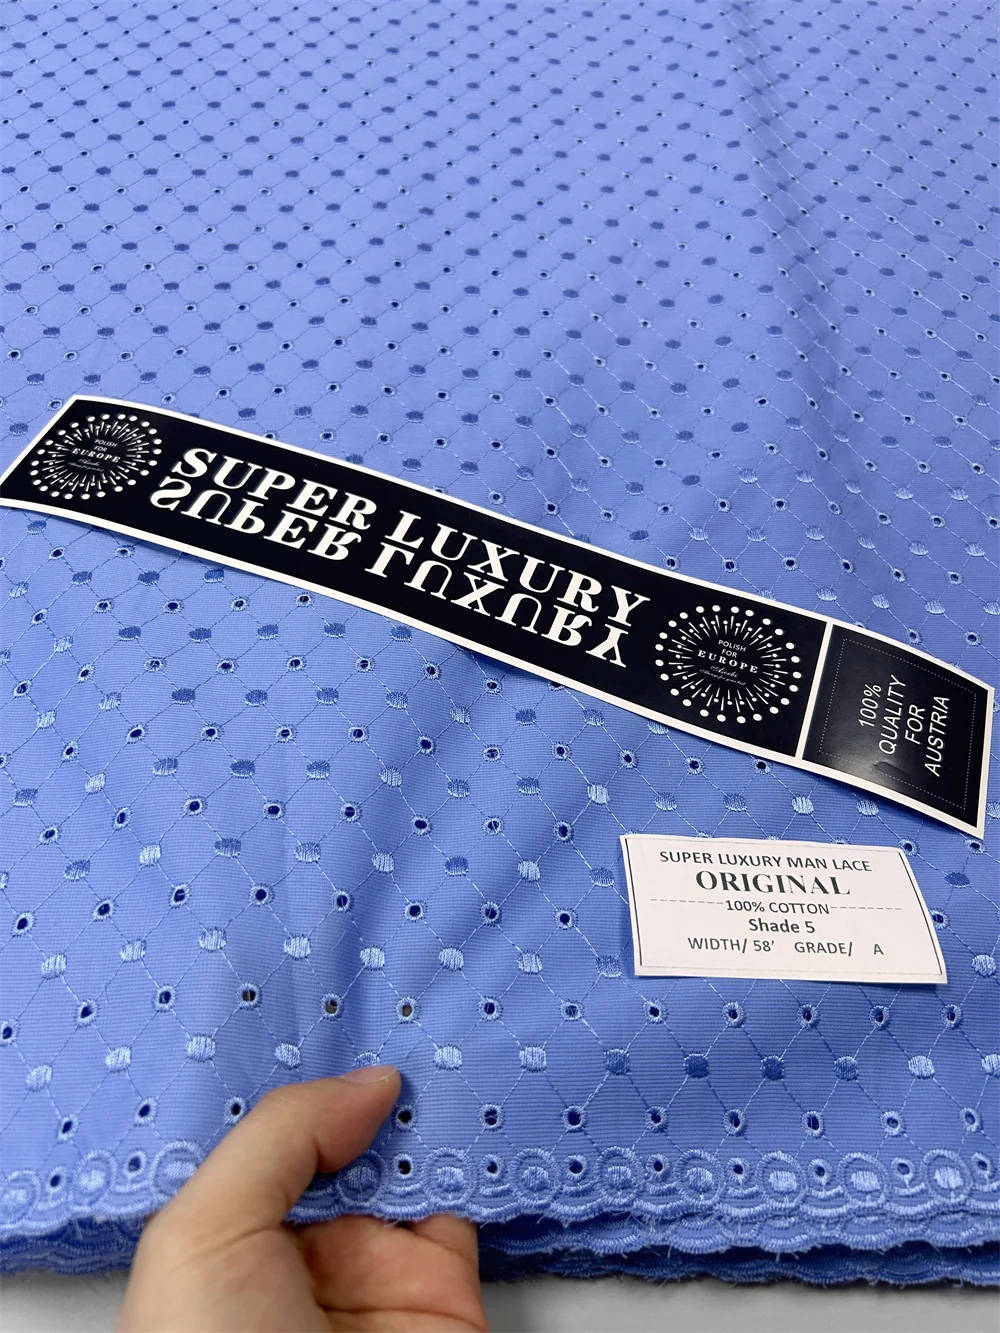 POLISH
FOR
EUROPE
SUPER LUXURY
SUPER LUXURY
POLISH
FOR
EUROPE
100%
QUALITY
FOR
AUSTRIA
SUPER LUXURY MAN LACE
ORIGINAL
100% COTTON
Shade 5
WIDTH/ 58' GRADE/ A